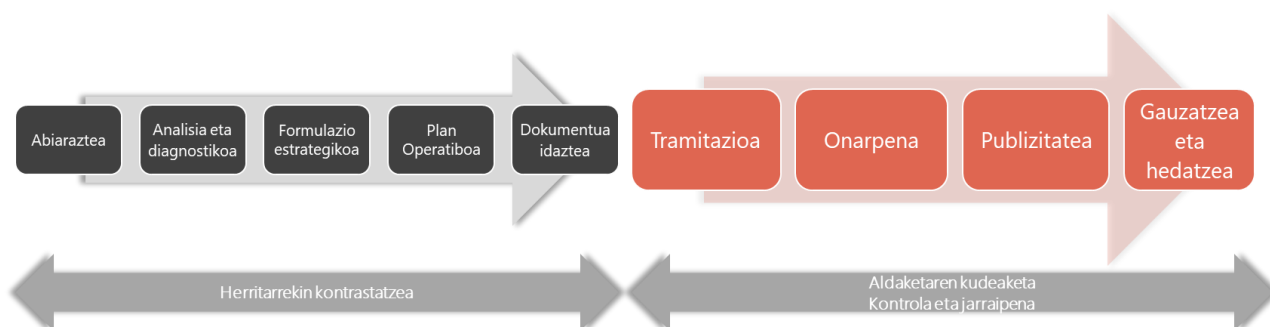 Abiaraztea
Analisia eta
diagnostikoa
Formulazio
estrategikoa
Plan
Operatiboa
Dokumentua
idaztea
Tramitazioa
Onarpena
Publizitatea
Gauzatzea
eta
hedatzea
Herritarrekin kontrastatzea
Aldaketaren kudeaketa
Kontrola eta jarraipena